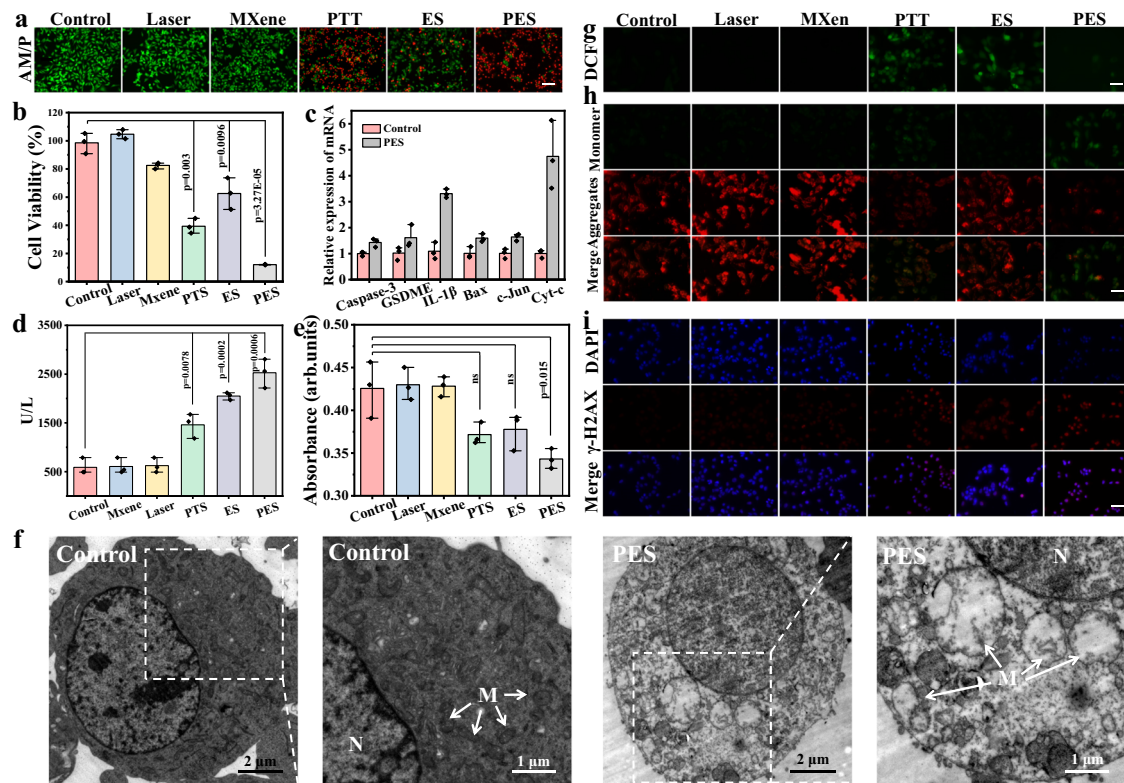 a
Control Laser MXene PTT ES PES
AM/P
b
Cell Viability (%)
120
100
80
60
40
20
0
p=0.003
p=0.0096
p=3.27E-05
Control Laser Mxene PTS ES PES
c
Relative expression of mRNA
6
5
4
3
2
1
0
Control
PES
Caspase-3 GSDME IL-1β Bax c-Jun Cyt-c
d
U/L
3500
2500
1500
500
p=0.0078
p=0.0002
p=0.0006
Control Mxene Laser PTS ES PES
e
Absorbance (arb.units)
0.50
0.45
0.40
0.35
0.30
ns
ns
p=0.015
Control Laser Mxene PTS ES PES
f
Control
2 μm
Control
M
N
1 μm
PES
2 μm
PES
N
M
1 μm
g
Control Laser MXen PTT ES PES
DCF
h
Monomer
Aggregates
Merge
i
DAPI
γ-H2AX
Merge